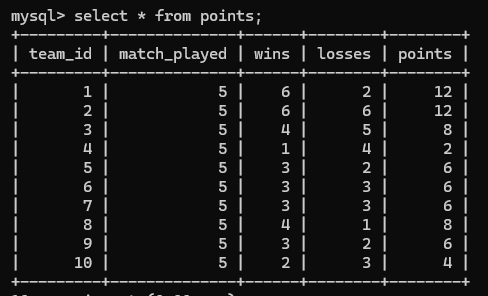 mysql> select * from points;
+---------+--------------+------+--------+--------+
| team_id | match_played | wins | losses | points |
+---------+--------------+------+--------+--------+
|       1 |            5 |    6 |      2 |     12 |
|       2 |            5 |    6 |      6 |     12 |
|       3 |            5 |    4 |      5 |      8 |
|       4 |            5 |    1 |      4 |      2 |
|       5 |            5 |    3 |      2 |      6 |
|       6 |            5 |    3 |      3 |      6 |
|       7 |            5 |    3 |      3 |      6 |
|       8 |            5 |    4 |      1 |      8 |
|       9 |            5 |    3 |      2 |      6 |
|      10 |            5 |    2 |      3 |      4 |
+---------+--------------+------+--------+--------+